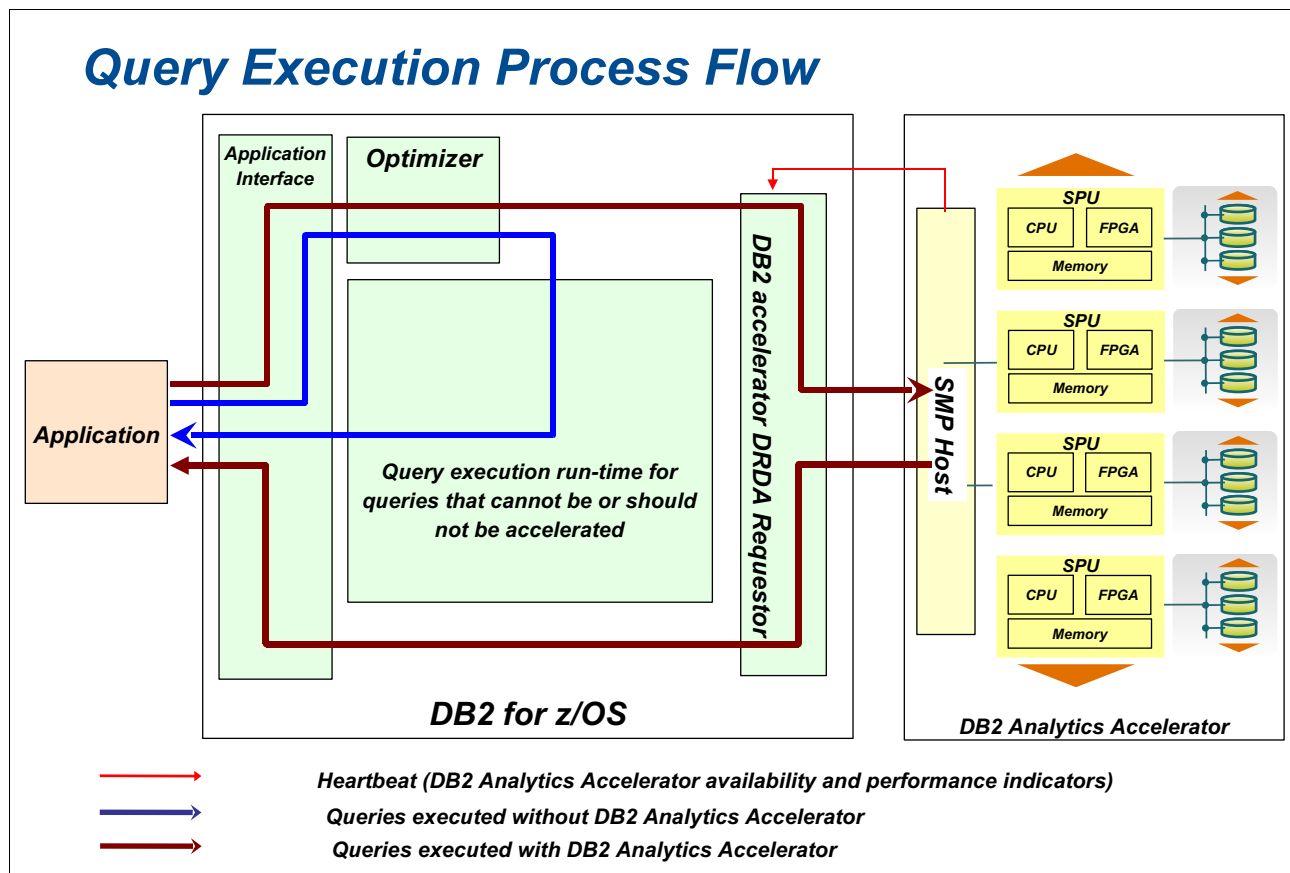 Query Execution Process Flow
Application
Interface
Optimizer
DB2 accelerator DRDA Requestor
Application
Query execution run-time for
queries that cannot be or should
not be accelerated
DB2 for z/OS
SMP Host
SPU
CPU
FPGA
Memory
SPU
CPU
FPGA
Memory
SPU
CPU
FPGA
Memory
SPU
CPU
FPGA
Memory
DB2 Analytics Accelerator
Heartbeat (DB2 Analytics Accelerator availability and performance indicators)
Queries executed without DB2 Analytics Accelerator
Queries executed with DB2 Analytics Accelerator